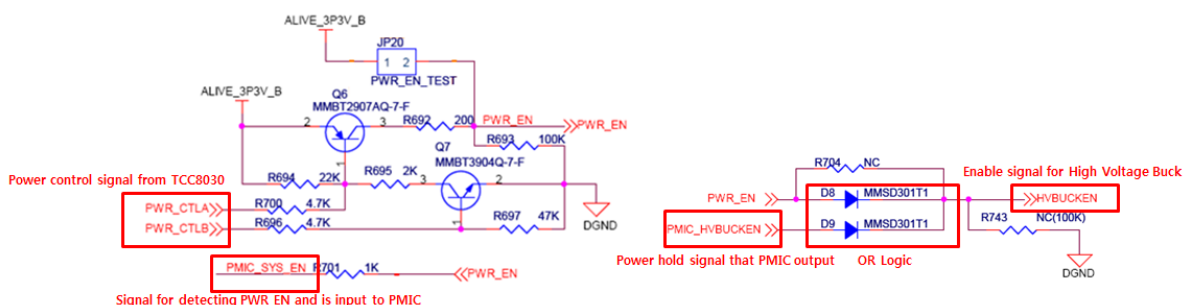 ALIVE_3P3V_B
JP20
1 2
PWR_EN_TEST
ALIVE_3P3V_B
Q6
MMBT2907AQ-7-F
2
3
R692
200
PWR_EN
PWR_EN
1
R693
100K
Q7
MMBT3904Q-7-F
R694
22K
R695
2K
3
2
1
Power control signal from TCC8030
PWR_CTLA
R700
4.7K
PWR_CTLB
R696
4.7K
R697
47K
DGND
PMIC_SYS_EN
R701
1K
PWR_EN
Signal for detecting PWR EN and is input to PMIC
R704
NC
Enable signal for High Voltage Buck
PWR_EN
D8
MMSD301T1
HVBUCKEN
PMIC_HVBUCKEN
D9
MMSD301T1
R743
NC(100K)
Power hold signal that PMIC output
OR Logic
DGND